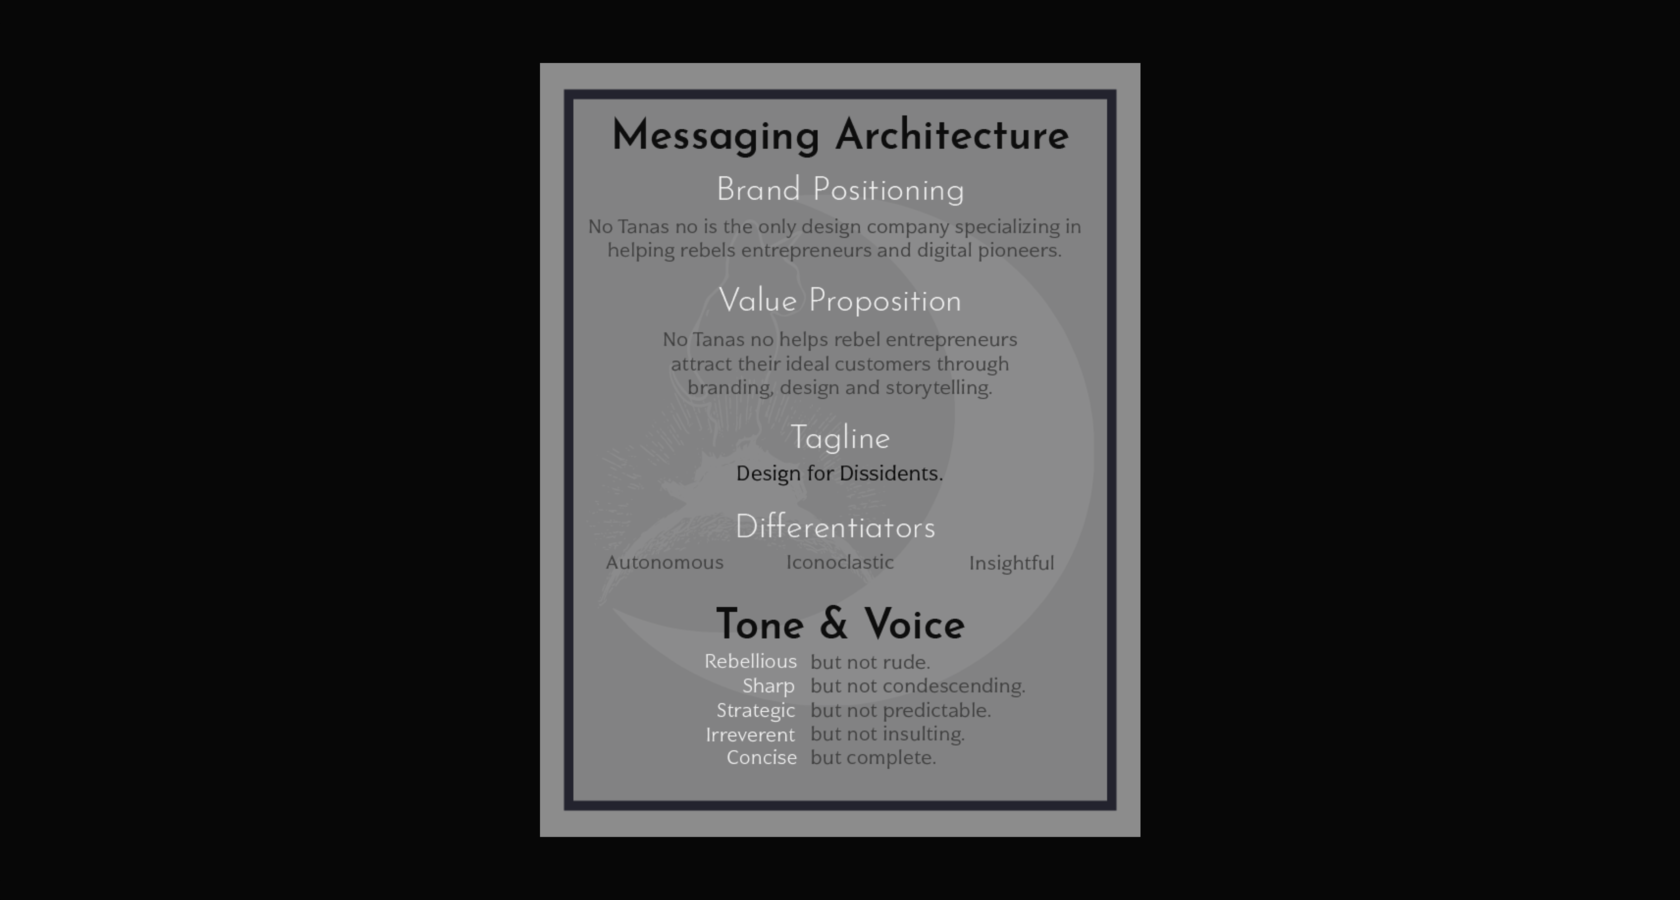 Messaging Architecture
Brand Positioning
No Tanas no is the only design company specializing in
helping rebels entrepreneurs and digital pioneers.
Value Proposition
No Tanas no helps rebel entrepreneurs
attract their ideal customers through
branding, design and storytelling.
Tagline
Design for Dissidents.
Differentiators
Autonomous Iconoclastic Insightful
Tone & Voice
Rebellious but not rude.
Sharp but not condescending.
Strategic but not predictable.
Irreverent but not insulting.
Concise but complete.